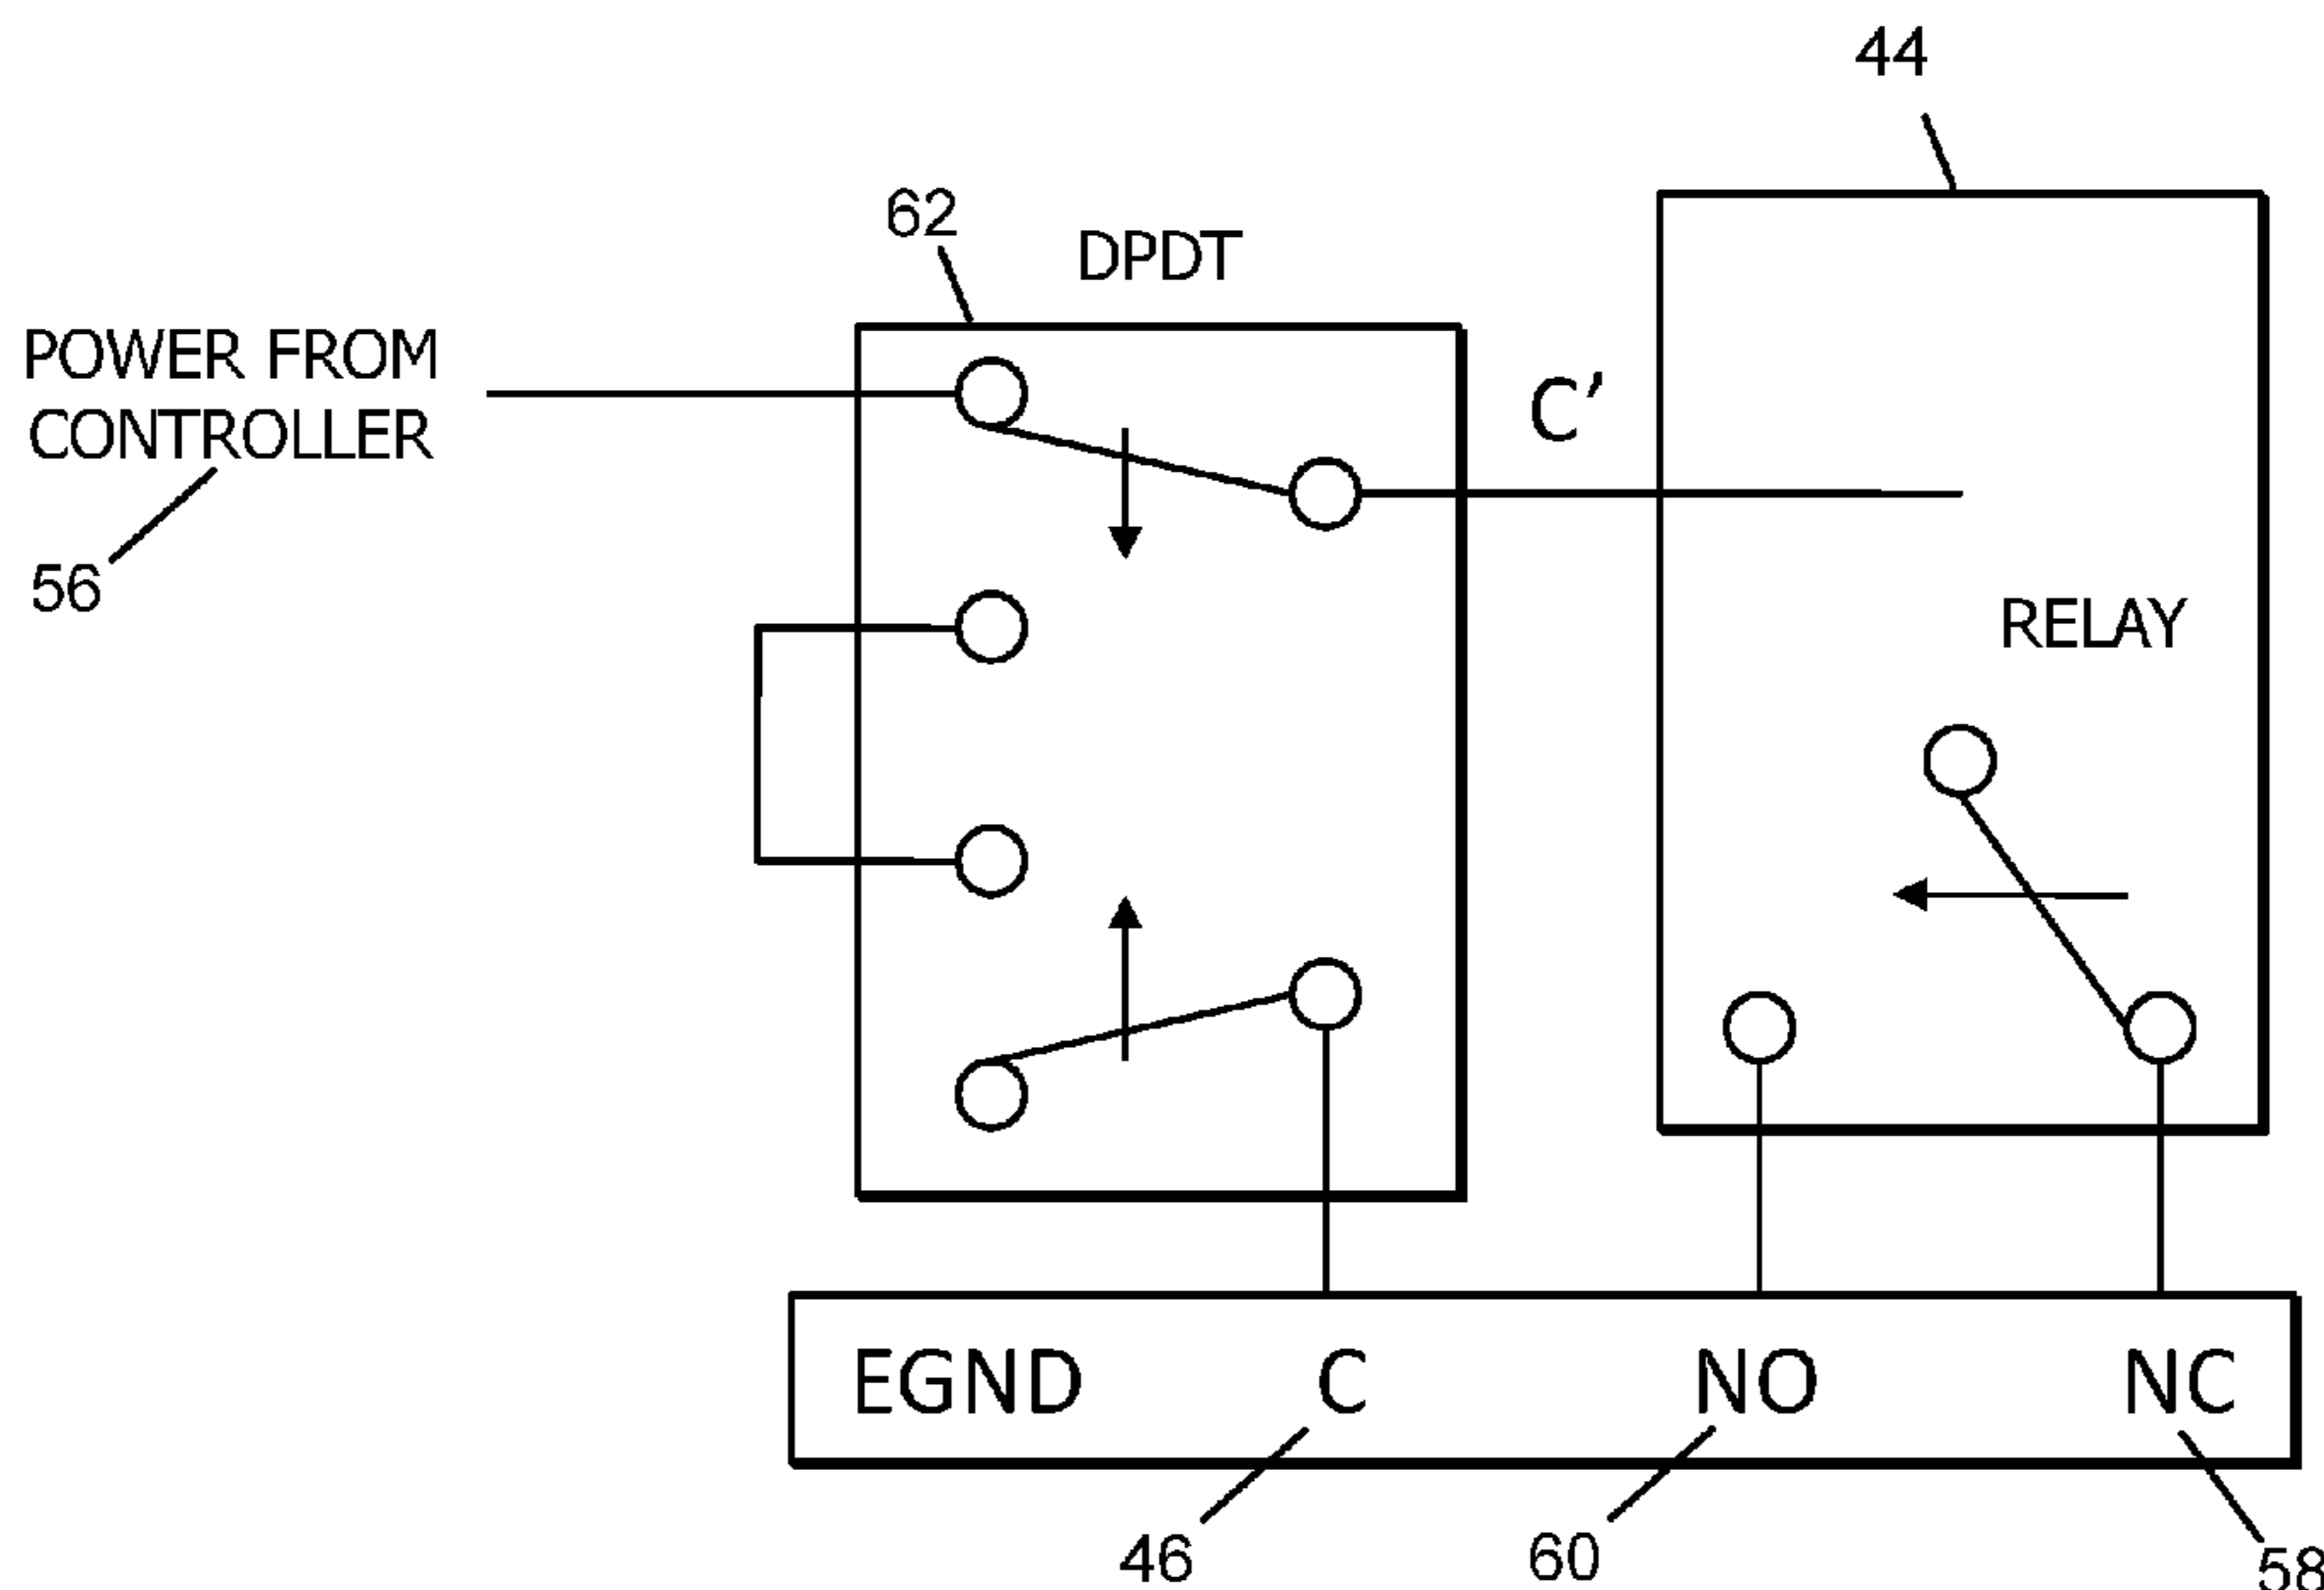 44
62
DPDT
POWER FROM
CONTROLLER
C'
56
RELAY
EGND C NO NC
46 60 58